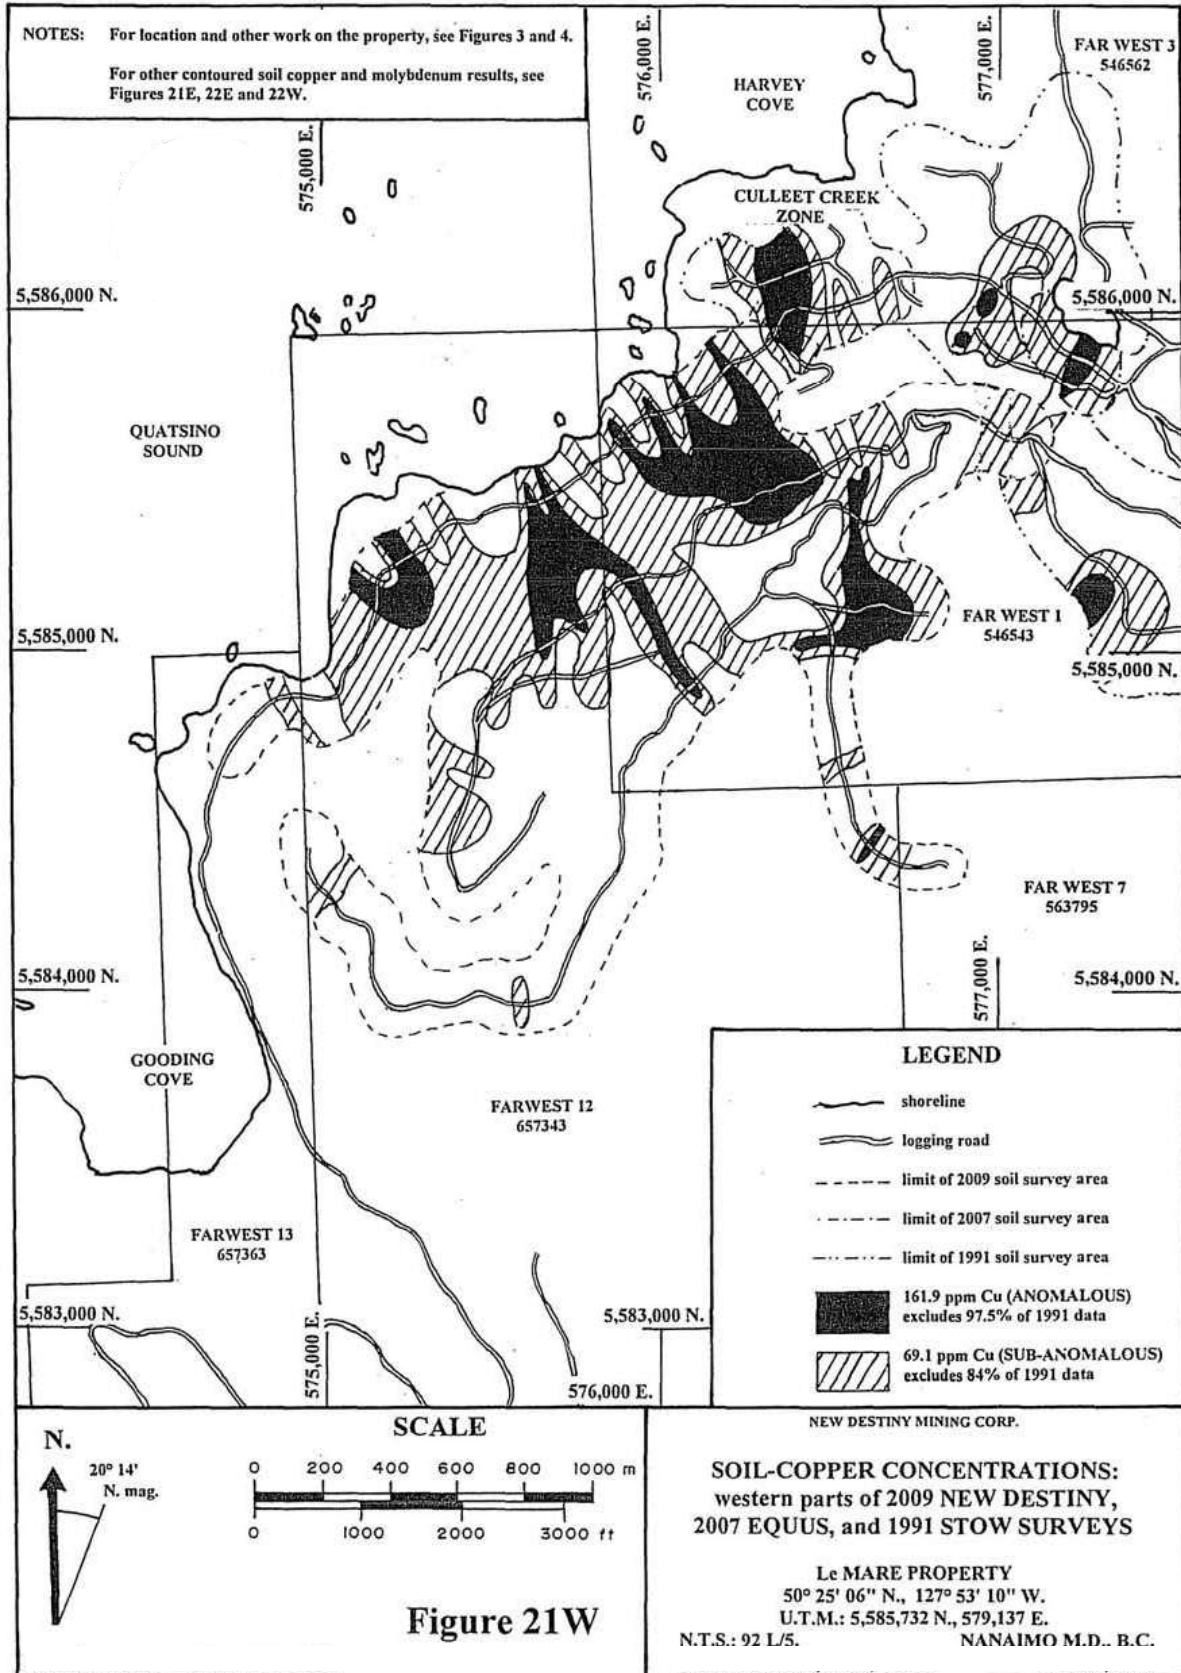 NOTES: For location and other work on the property, see Figures 3 and 4.
For other contoured soil copper and molybdenum results, see
Figures 21E, 22E and 22W.
575,000 E.
576,000 E.
577,000 E.
FAR WEST 3
546562
HARVEY
COVE
CULLEET CREEK
ZONE
5,586,000 N.
5,586,000 N.
QUATSINO
SOUND
5,585,000 N.
FAR WEST 1
546543
5,585,000 N.
FAR WEST 7
563795
577,000 E.
5,584,000 N.
5,584,000 N.
GOODING
COVE
FARWEST 12
657343
FARWEST 13
657363
5,583,000 N.
5,583,000 N.
575,000 E.
576,000 E.
LEGEND
shoreline
logging road
limit of 2009 soil survey area
limit of 2007 soil survey area
limit of 1991 soil survey area
161.9 ppm Cu (ANOMALOUS)
excludes 97.5% of 1991 data
69.1 ppm Cu (SUB-ANOMALOUS)
excludes 84% of 1991 data
N.
20° 14'
N. mag.
SCALE
0 200 400 600 800 1000 m
0 1000 2000 3000 ft
Figure 21W
NEW DESTINY MINING CORP.
SOIL-COPPER CONCENTRATIONS:
western parts of 2009 NEW DESTINY,
2007 EQUUS, and 1991 STOW SURVEYS
Le MARE PROPERTY
50° 25' 06" N., 127° 53' 10" W.
U.T.M.: 5,585,732 N., 579,137 E.
N.T.S.: 92 L/5. NANAIMO M.D., B.C.